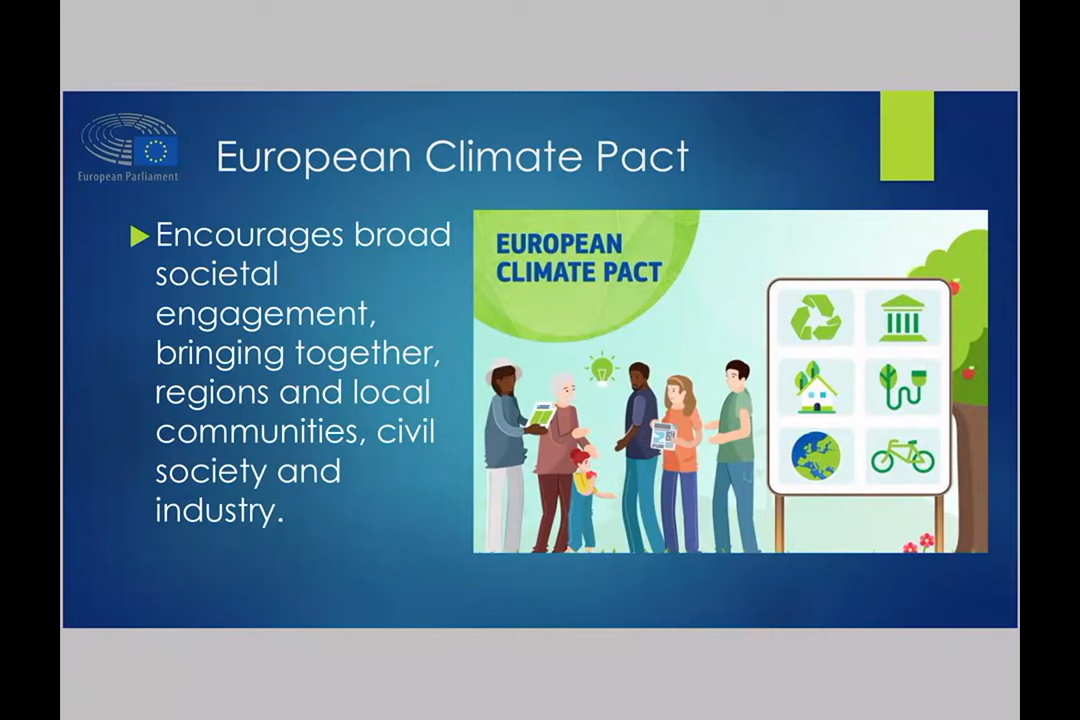 European Parliament
European Climate Pact
Encourages broad
societal
engagement,
bringing together,
regions and local
communities, civil
society and
industry.
EUROPEAN
CLIMATE PACT